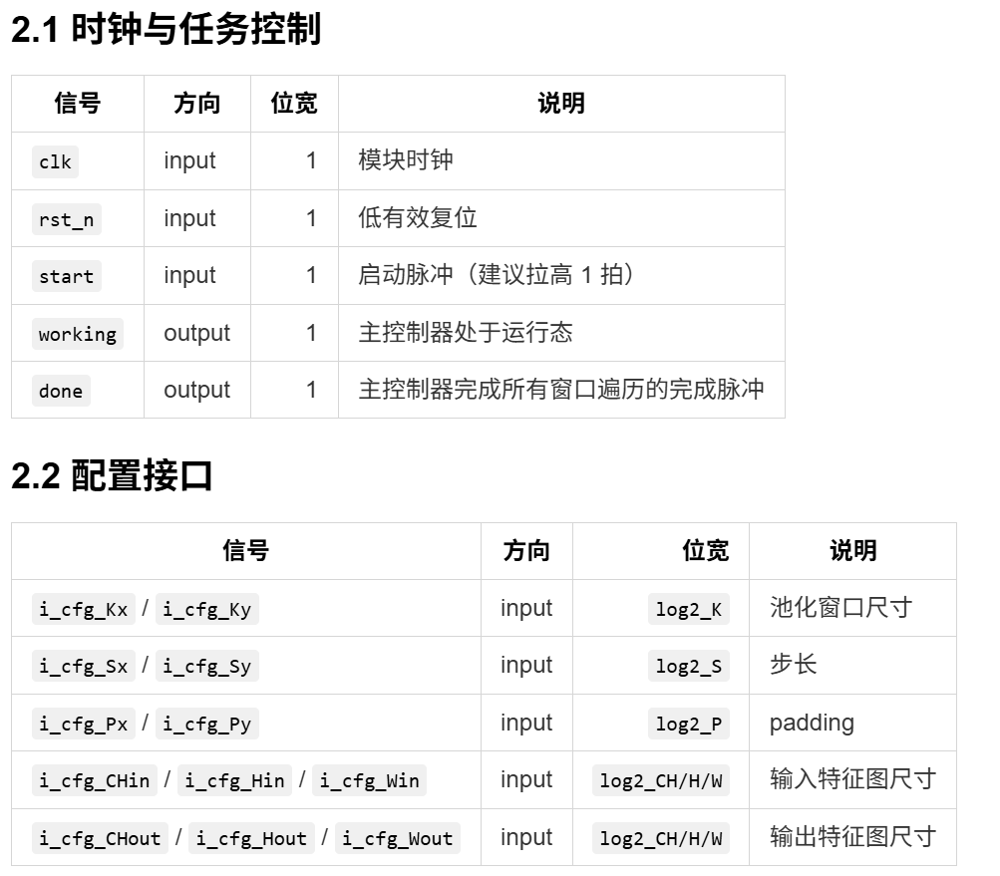 2.1 时钟与任务控制
信号 方向 位宽 说明
clk input 1 模块时钟
rst_n input 1 低有效复位
start input 1 启动脉冲（建议拉高 1 拍）
working output 1 主控制器处于运行态
done output 1 主控制器完成所有窗口遍历的完成脉冲
2.2 配置接口
信号 方向 位宽 说明
i_cfg_Kx / i_cfg_Ky input log2_K 池化窗口尺寸
i_cfg_Sx / i_cfg_Sy input log2_S 步长
i_cfg_Px / i_cfg_Py input log2_P padding
i_cfg_CHin / i_cfg_Hin / i_cfg_Win input log2_CH/H/W 输入特征图尺寸
i_cfg_CHout / i_cfg_Hout / i_cfg_Wout input log2_CH/H/W 输出特征图尺寸